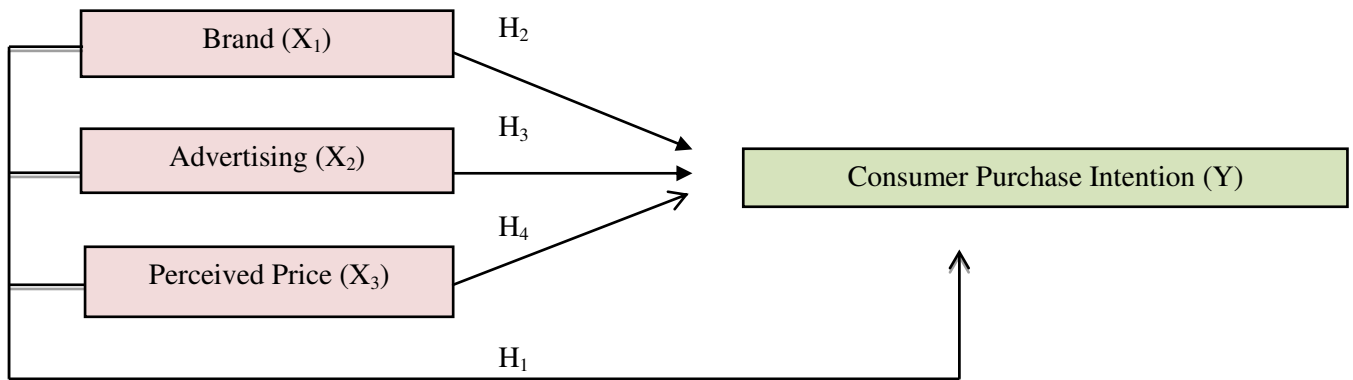 Brand (X₁)
H₂
H₃
Advertising (X₂)
Consumer Purchase Intention (Y)
H₄
Perceived Price (X₃)
H₁